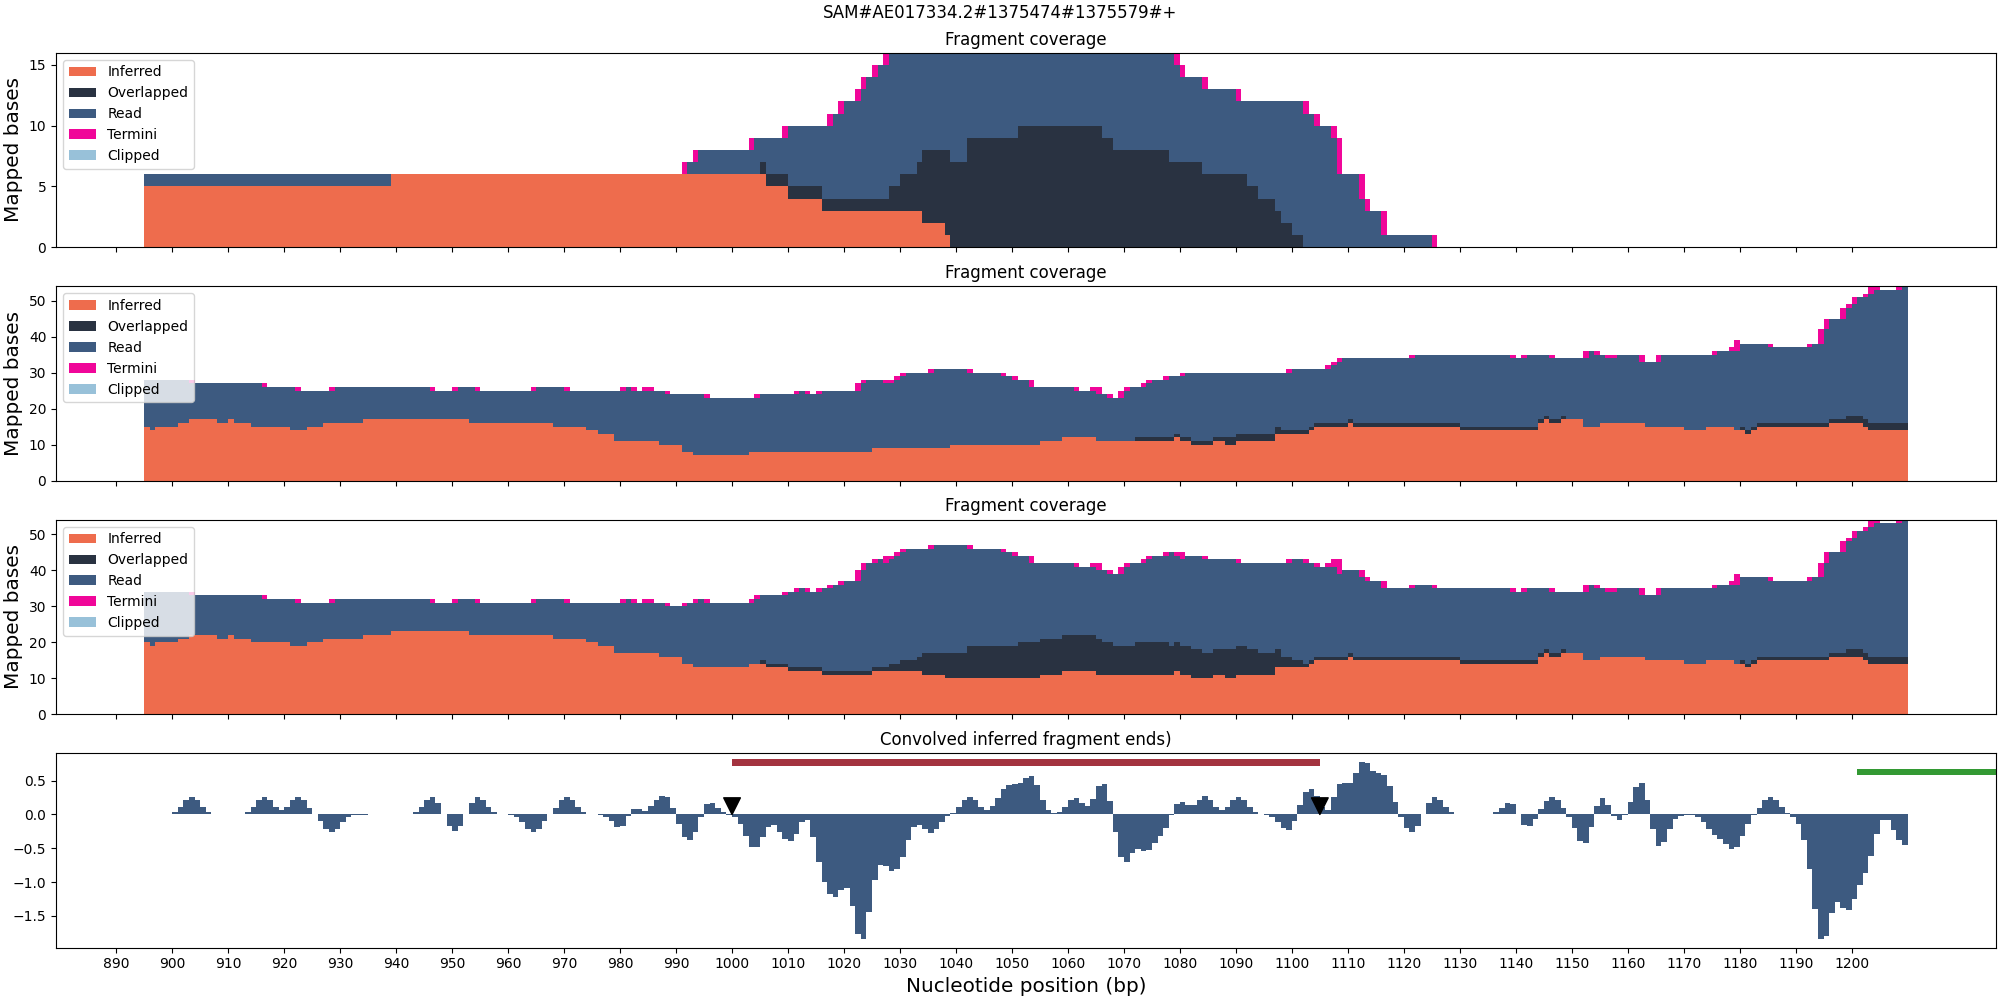 SAM#AE017334.2#1375474#1375579#+
Fragment coverage
Mapped bases
15
10
5
0
Inferred
Overlapped
Read
Termini
Clipped
Fragment coverage
Mapped bases
50
40
30
20
10
0
Inferred
Overlapped
Read
Termini
Clipped
Fragment coverage
Mapped bases
50
40
30
20
10
0
Inferred
Overlapped
Read
Termini
Clipped
Convolved inferred fragment ends)
0.5
0.0
−0.5
−1.0
−1.5
890 900 910 920 930 940 950 960 970 980 990 1000 1010 1020 1030 1040 1050 1060 1070 1080 1090 1100 1110 1120 1130 1140 1150 1160 1170 1180 1190 1200
Nucleotide position (bp)